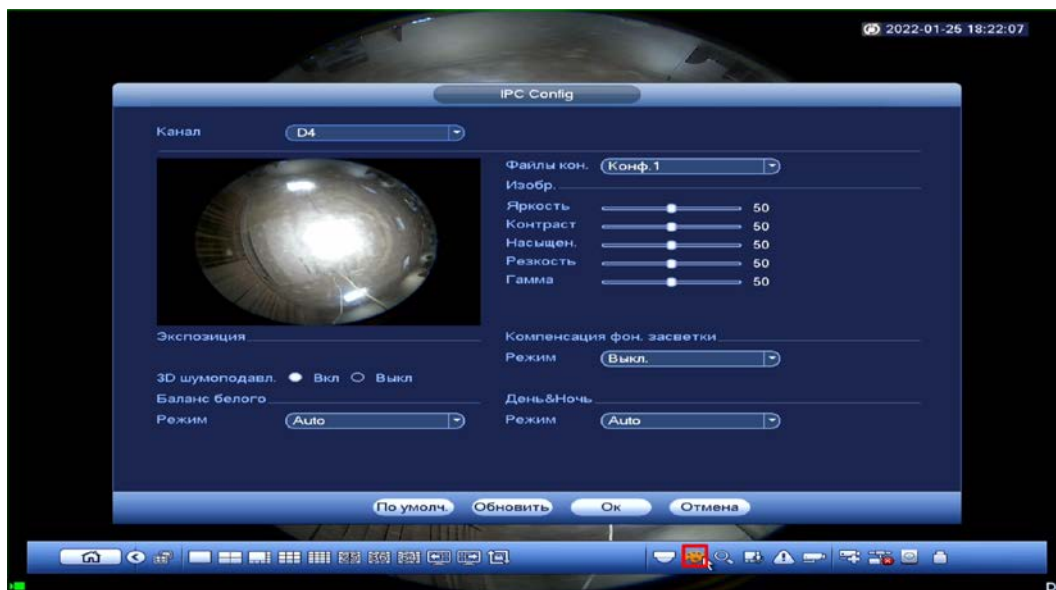 2022-01-25 18:22:07
IPC Config
Канал D4
Файлы кон. Конф.1
Изобр.
Яркость 50
Контраст 50
Насыщен. 50
Резкость 50
Гамма 50
Экспозиция
Компенсация фон. засветки
Режим Выкл.
3D шумоподавл. Вкл Выкл
Баланс белого
День&Ночь
Режим Auto
Режим Auto
По умолч. Обновить Ок Отмена